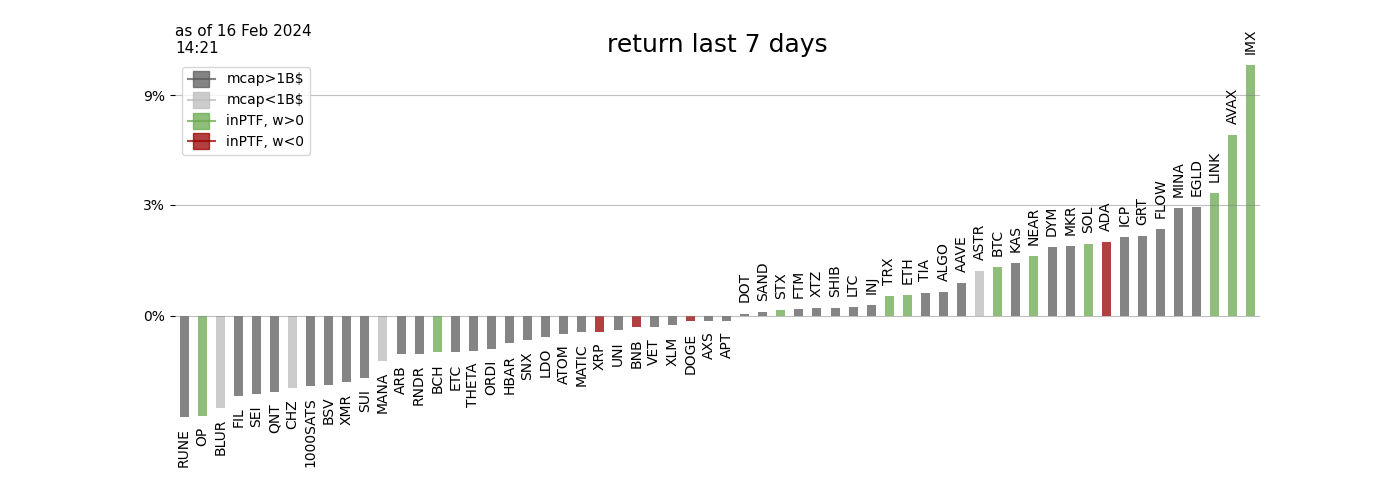 as of 16 Feb 2024
14:21
return last 7 days
mcap>1B$
mcap<1B$
inPTF, w>0
inPTF, w<0
9%
3%
0%
RUNE
OP
BLUR
FIL
SEI
QNT
CHZ
1000SATS
BSV
XMR
SUI
MANA
ARB
RNDR
BCH
ETC
THETA
ORDI
HBAR
SNX
LDO
ATOM
MATIC
XRP
UNI
BNB
VET
XLM
DOGE
AXS
APT
DOT
SAND
STX
FTM
XTZ
SHIB
LTC
INJ
TRX
ETH
TIA
ALGO
AAVE
ASTR
BTC
KAS
NEAR
DYM
MKR
SOL
ADA
ICP
GRT
FLOW
MINA
EGLD
LINK
AVAX
IMX